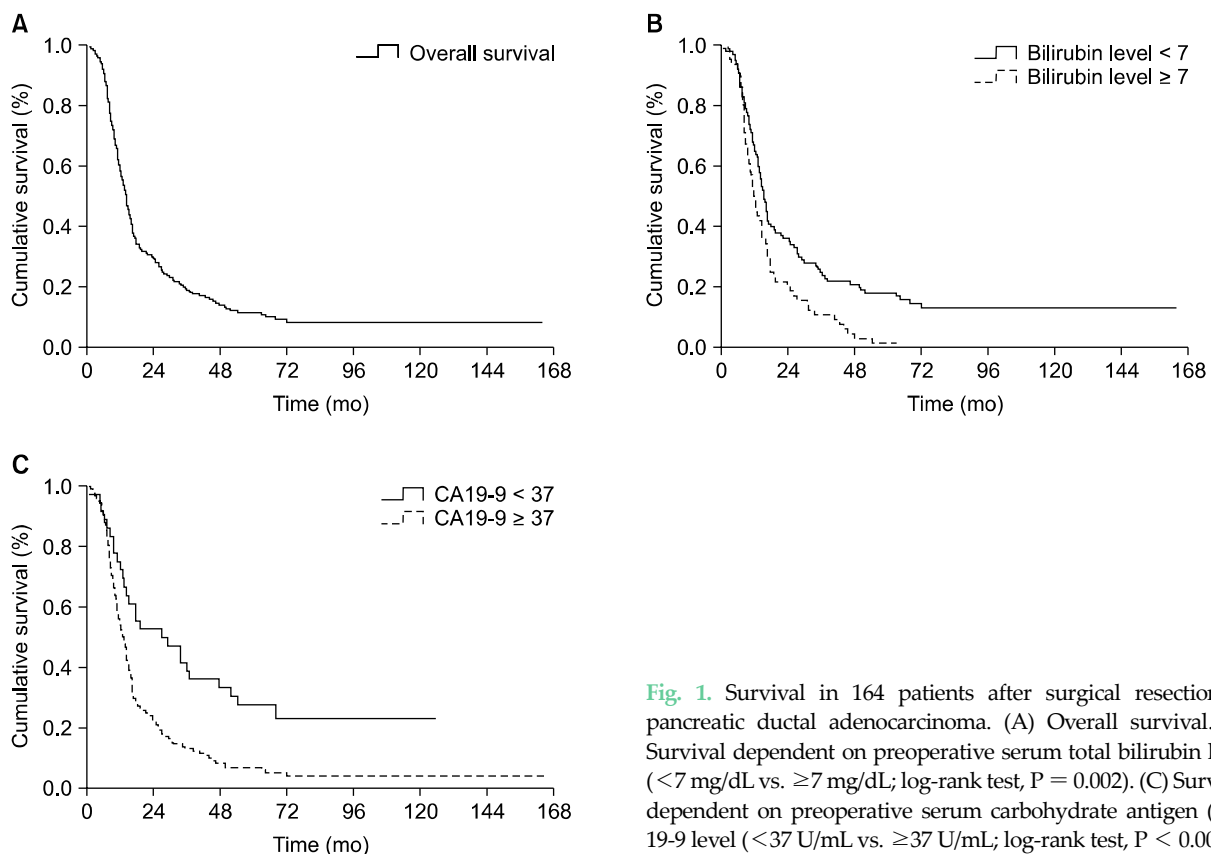 A
Overall survival
Cumulative survival (%)
1.0
0.8
0.6
0.4
0.2
0.0
0 24 48 72 96 120 144 168
Time (mo)
B
Bilirubin level < 7
Bilirubin level ≥ 7
Cumulative survival (%)
1.0
0.8
0.6
0.4
0.2
0.0
0 24 48 72 96 120 144 168
Time (mo)
C
CA19-9 < 37
CA19-9 ≥ 37
Cumulative survival (%)
1.0
0.8
0.6
0.4
0.2
0.0
0 24 48 72 96 120 144 168
Time (mo)
Fig. 1. Survival in 164 patients after surgical resection
pancreatic ductal adenocarcinoma. (A) Overall survival.
Survival dependent on preoperative serum total bilirubin
(<7 mg/dL vs. ≥7 mg/dL; log-rank test, P = 0.002). (C)
dependent on preoperative serum carbohydrate antigen
19-9 level (<37 U/mL vs. ≥37 U/mL; log-rank test,